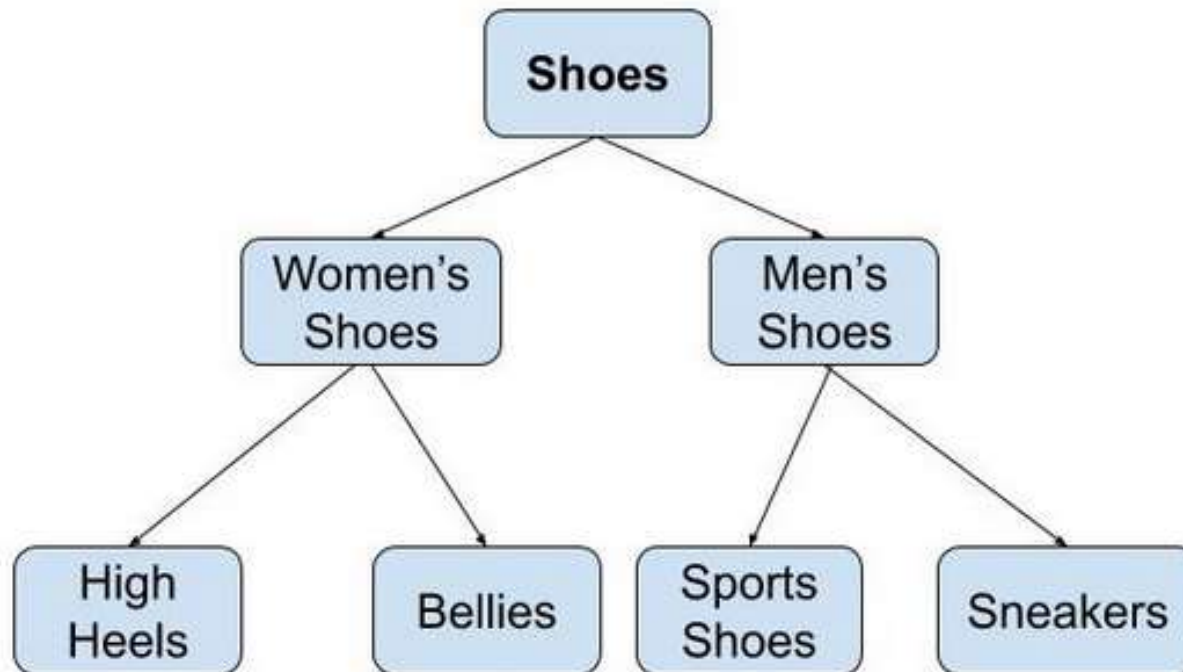 Shoes
Women’s
Shoes
Men’s
Shoes
High
Heels
Bellies
Sports
Shoes
Sneakers